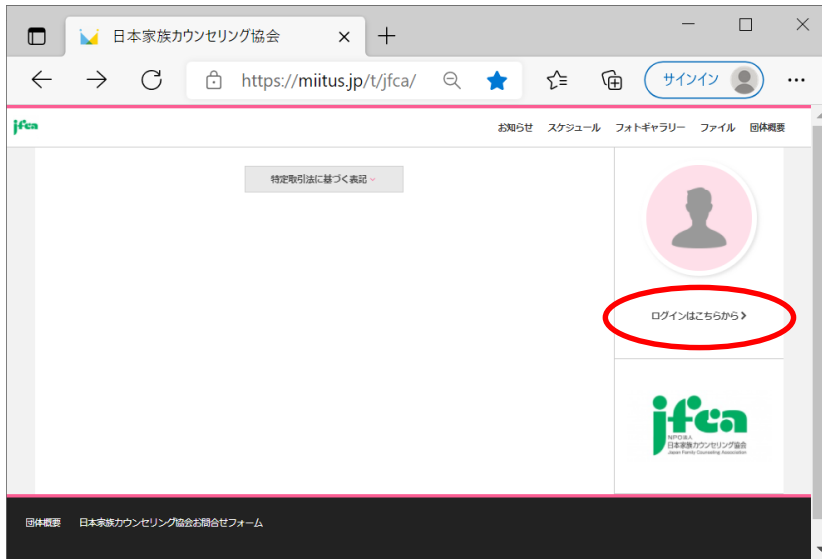 日本家族カウンセリング協会
https://miitus.jp/t/jfca/
サインイン
jfca
お知らせ スケジュール フォトギャラリー ファイル 団体概要
特定取引法に基づく表記
ログインはこちらから
jfca
NPO法人
日本家族カウンセリング協会
Japan Family Counseling Association
団体概要 日本家族カウンセリング協会お問合せフォーム